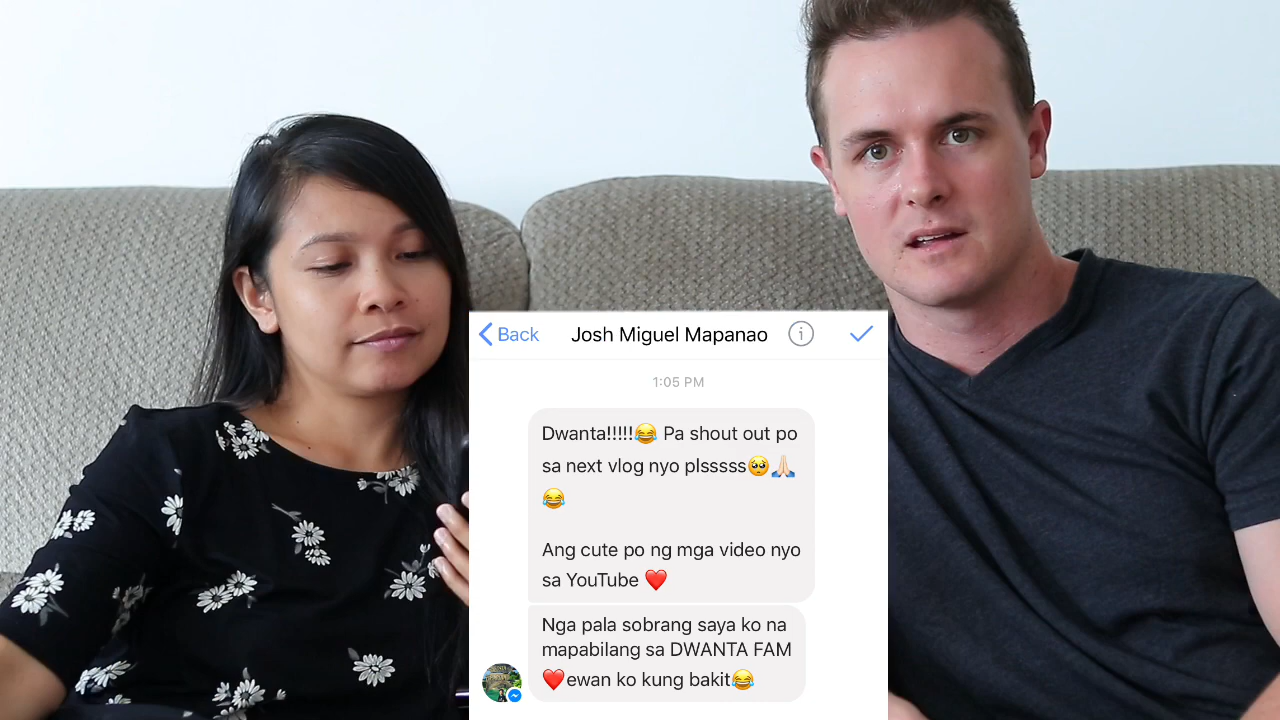 Back Josh Miguel Mapanao
1:05 PM
Dwanta!!!!!😂 Pa shout out po
sa next vlog nyo plsssss🥺🙏🏻
😂
Ang cute po ng mga video nyo
sa YouTube ❤️
Nga pala sobrang saya ko na
mapabilang sa DWANTA FAM
❤️ewan ko kung bakit😂